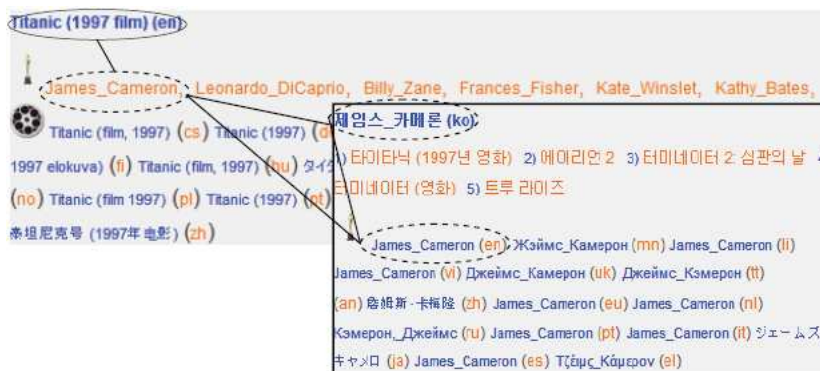 Titanic (1997 film) (en)
James_Cameron, Leonardo_DiCaprio, Billy_Zane, Frances_Fisher, Kate_Winslet, Kathy_Bates,
Titanic (film, 1997) (cs) Titanic (1997)
1997 elokuva) (fi) Titanic (film, 1997) (hu)
(no) Titanic (film 1997) (pl) Titanic (1997) (pt)
泰坦尼克号 (1997年电影) (zh)
제임스_카메론 (ko)
1) 타이타닉 (1997년 영화) 2) 에이리언 2 3) 터미네이터 2: 심판의 날
터미네이터 (영화) 5) 트루 라이즈
James_Cameron (en) Жэймс_Камерон (mn) James_Cameron (li)
James_Cameron (vi) Джеймс_Камерон (uk) Джеймс_Кэмерон (tt)
(an) 詹姆斯·卡梅隆 (zh) James_Cameron (eu) James_Cameron (nl)
Кэмерон,_Джеймс (ru) James_Cameron (pt) James_Cameron (it) ジェームズ
キャメロ (ja) James_Cameron (es) Τζέιμς_Κάμερον (el)